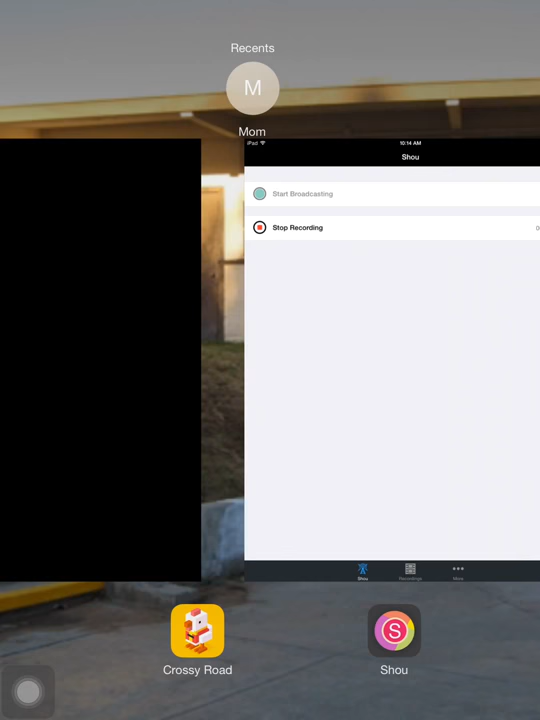 Recents
M
Mom
iPad 10:14 AM
Shou
Start Broadcasting
Stop Recording
Shou Recordings More
S
Crossy Road Shou